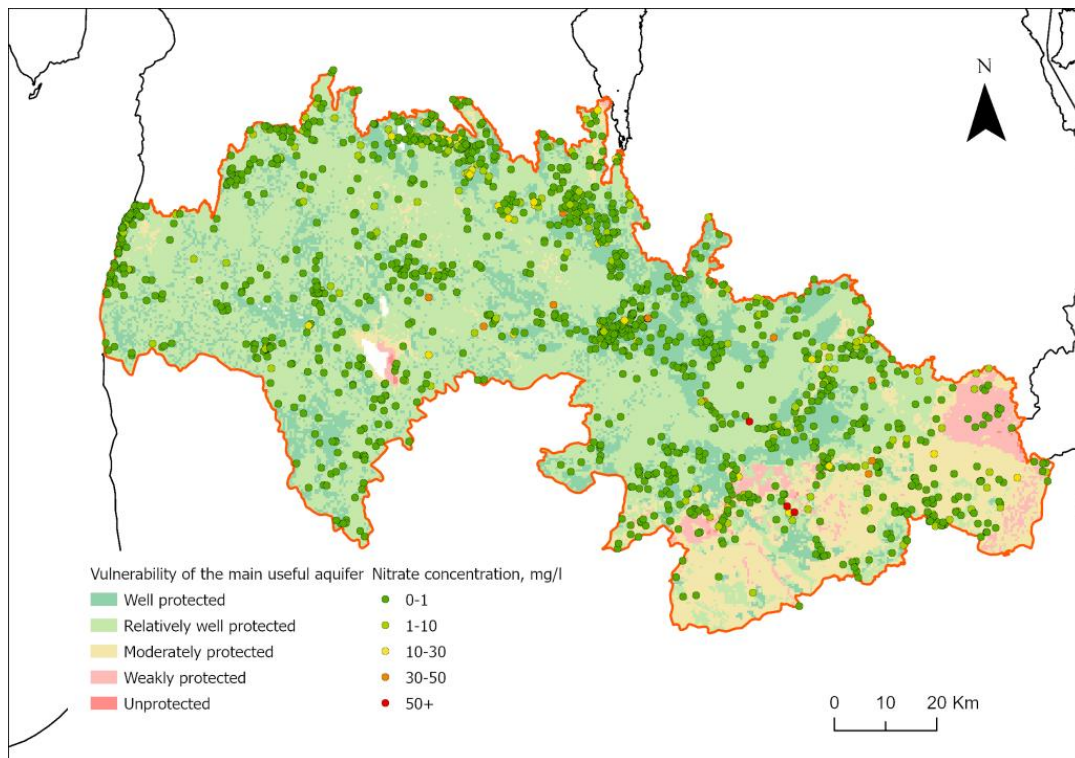 N
Vulnerability of the main useful aquifer Nitrate concentration, mg/l
Well protected 0-1
Relatively well protected 1-10
Moderately protected 10-30
Weakly protected 30-50
Unprotected 50+
0 10 20 Km